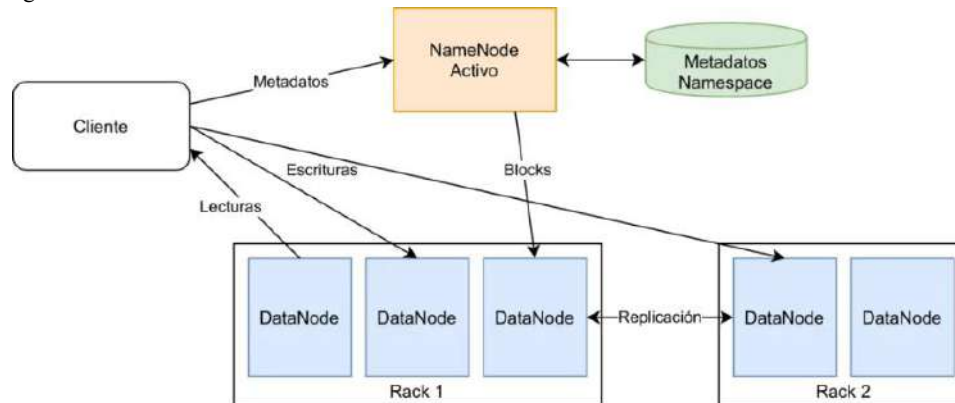 NameNode
Activo
Metadatos
Namespace
Metadatos
Cliente
Escrituras
Blocks
Lecturas
DataNode
DataNode
DataNode
Replicación
DataNode
DataNode
Rack 1
Rack 2